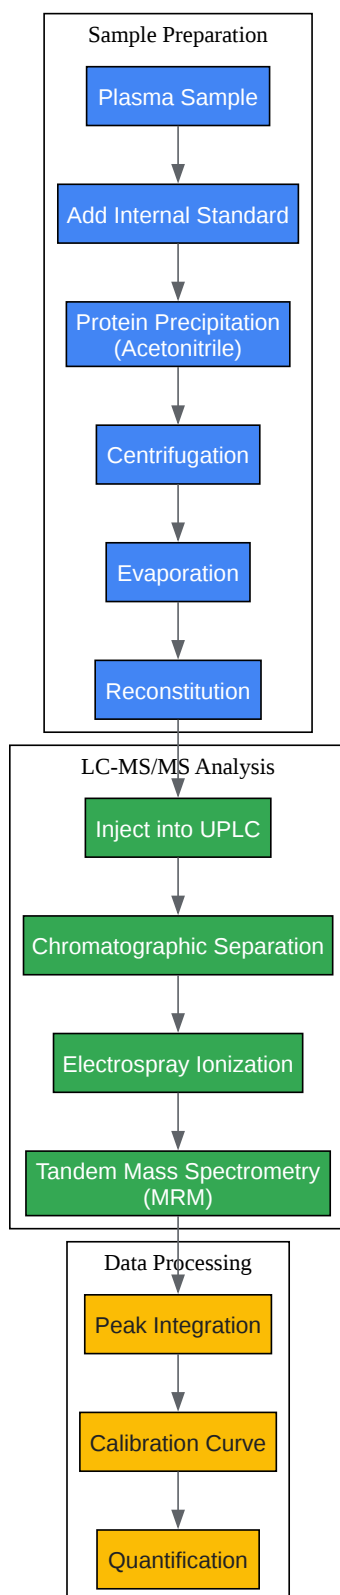 Sample Preparation
Plasma Sample
Add Internal Standard
Protein Precipitation
(Acetonitrile)
Centrifugation
Evaporation
Reconstitution
LC-MS/MS Analysis
Inject into UPLC
Chromatographic Separation
Electrospray Ionization
Tandem Mass Spectrometry
(MRM)
Data Processing
Peak Integration
Calibration Curve
Quantification